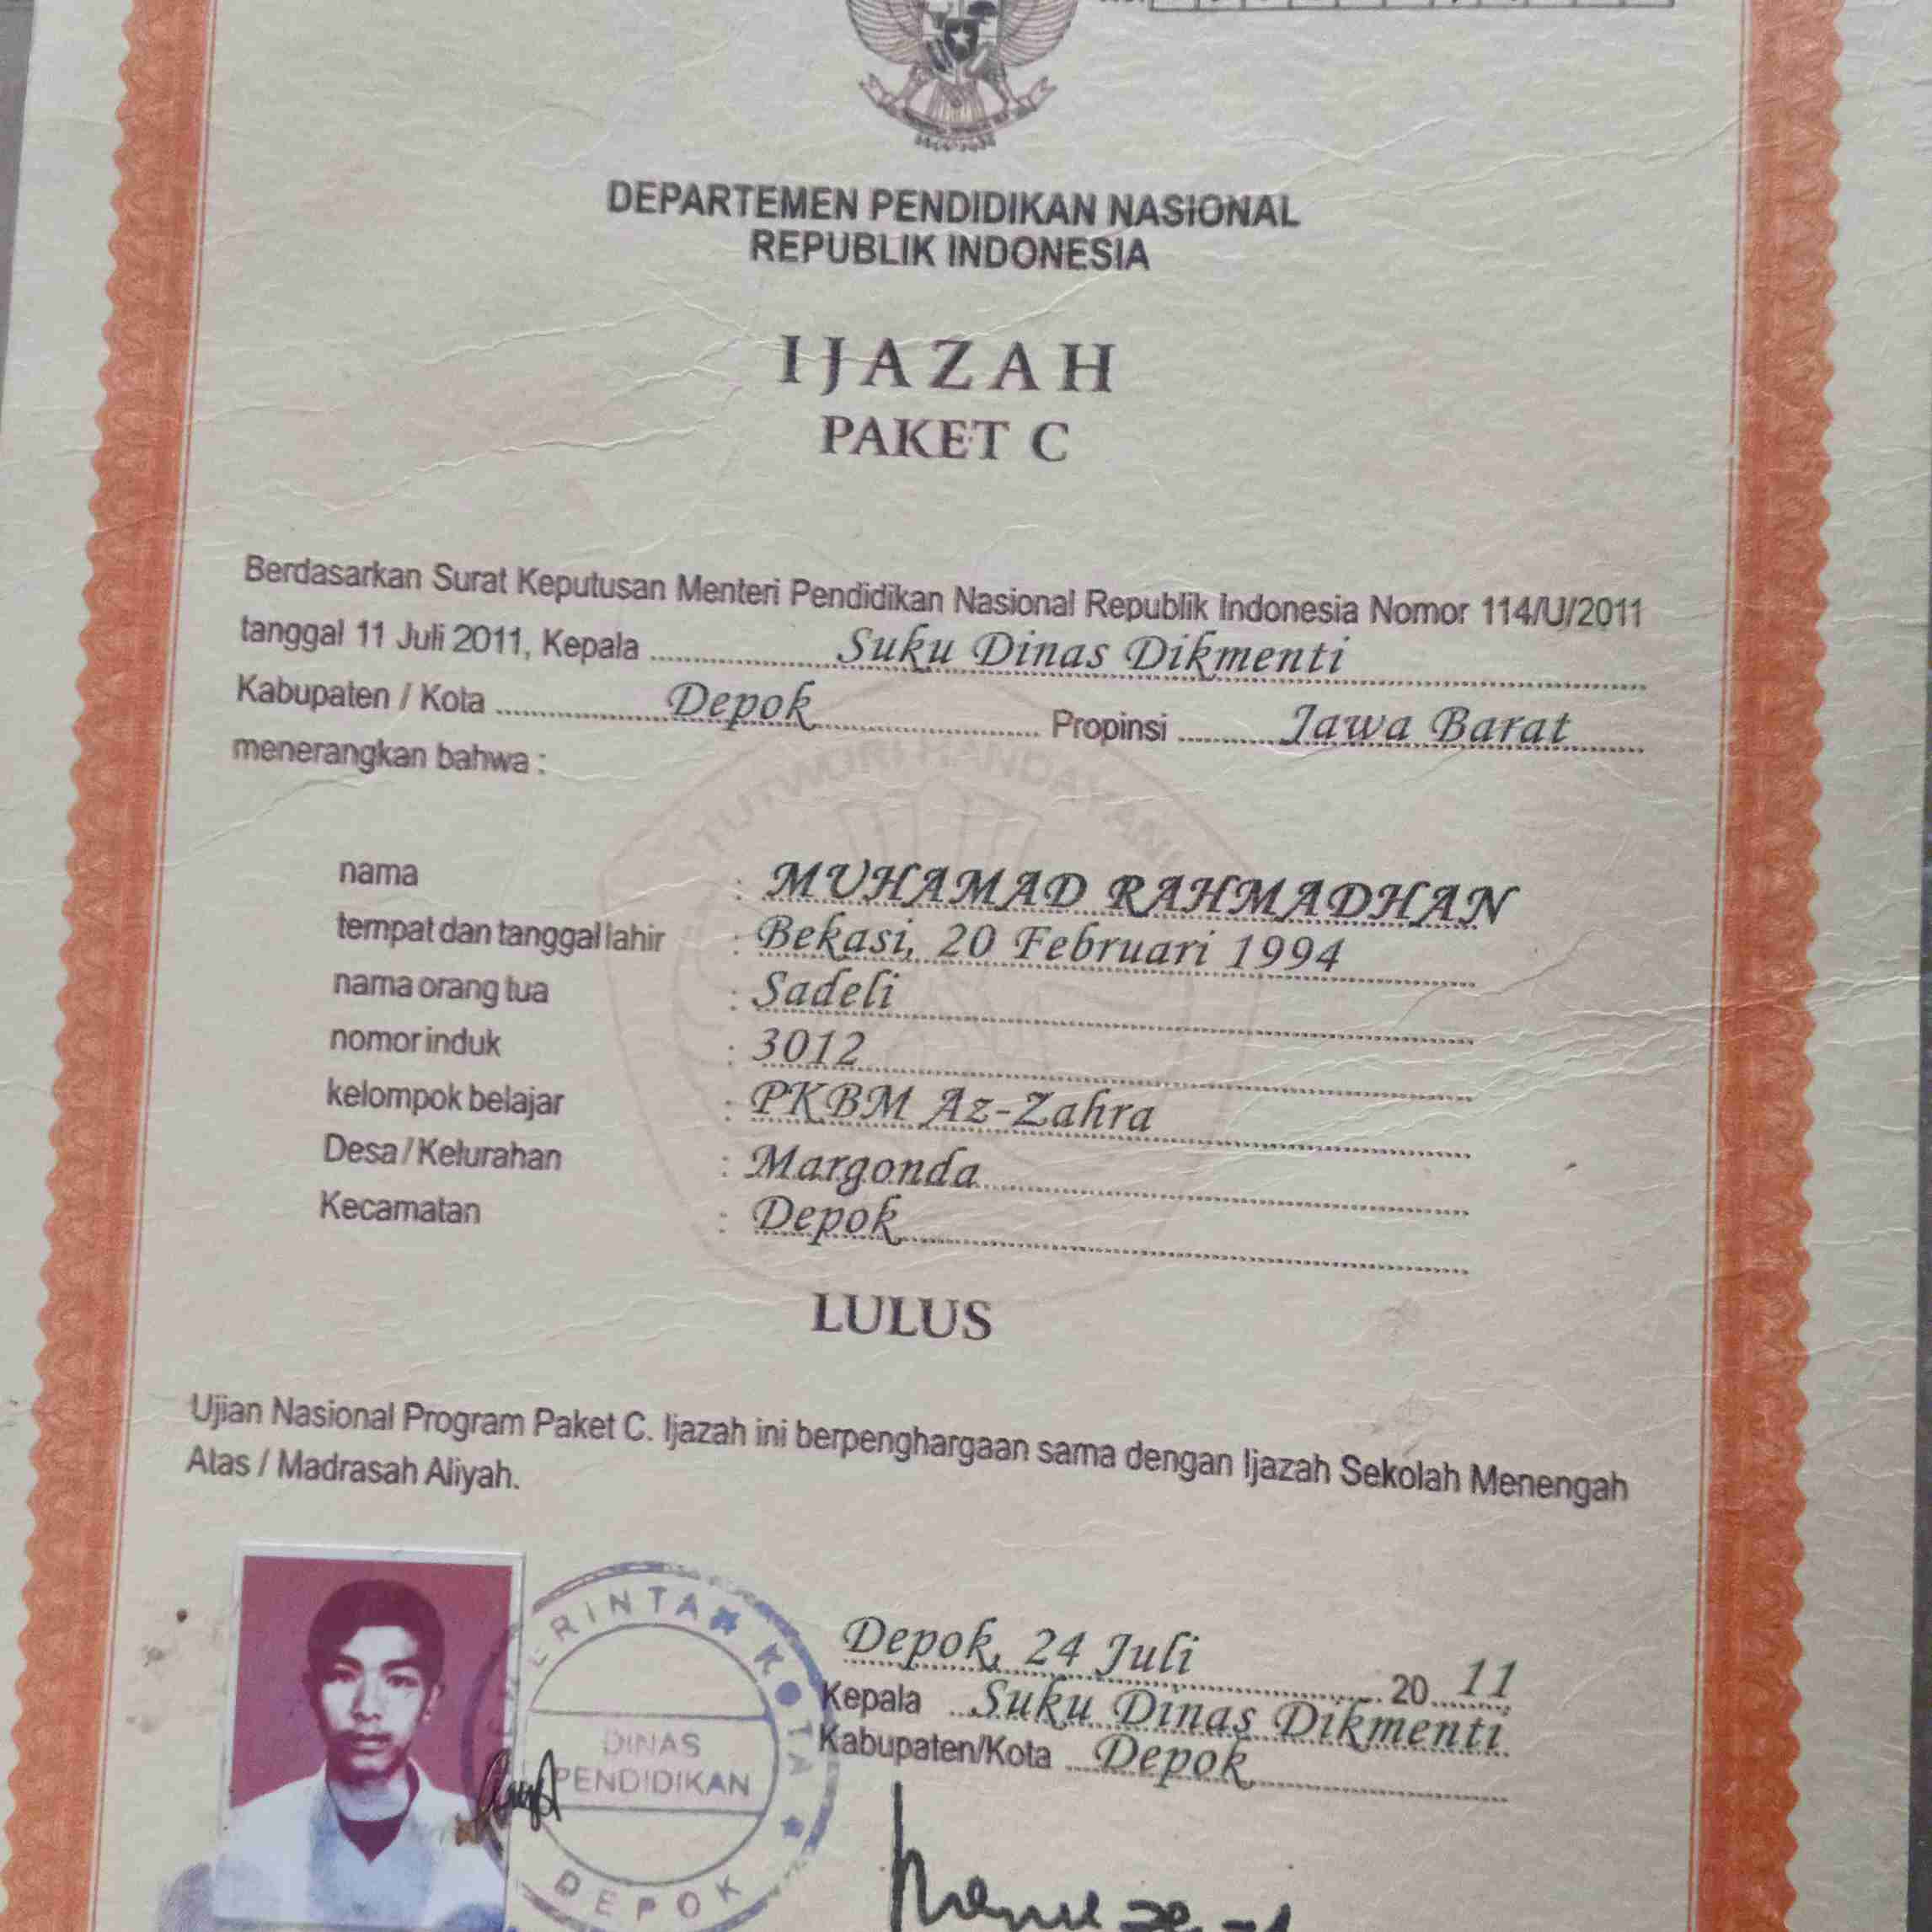 DEPARTEMEN PENDIDIKAN NASIONAL
REPUBLIK INDONESIA
IJAZAH
PAKET C
Berdasarkan Surat Keputusan Menteri Pendidikan Nasional Republik Indonesia Nomor 114/U/2011
tanggal 11 Juli 2011, Kepala Suku Dinas Dikmenti
Kabupaten / Kota Depok Propinsi Jawa Barat
menerangkan bahwa :
TUT WURI HANDAYANI
nama : MUHAMAD RAHMADHAN
tempat dan tanggal lahir : Bekasi, 20 Februari 1994
nama orang tua : Sadeli
nomor induk : 3012
kelompok belajar : PKBM Az-Zahra
Desa / Kelurahan : Margonda
Kecamatan : Depok
LULUS
Ujian Nasional Program Paket C. Ijazah ini berpenghargaan sama dengan Ijazah Sekolah Menengah
Atas / Madrasah Aliyah.
Depok, 24 Juli 20 11
Kepala Suku Dinas Dikmenti
Kabupaten/Kota Depok
ERINTA KOTA
DINAS
PENDIDIKAN
DEPOK